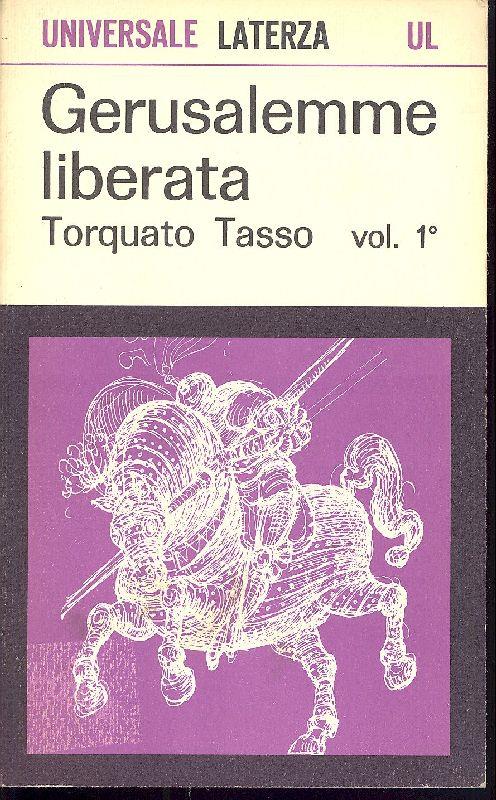 UNIVERSALE LATERZA UL
Gerusalemme
liberata
Torquato Tasso vol. 1°